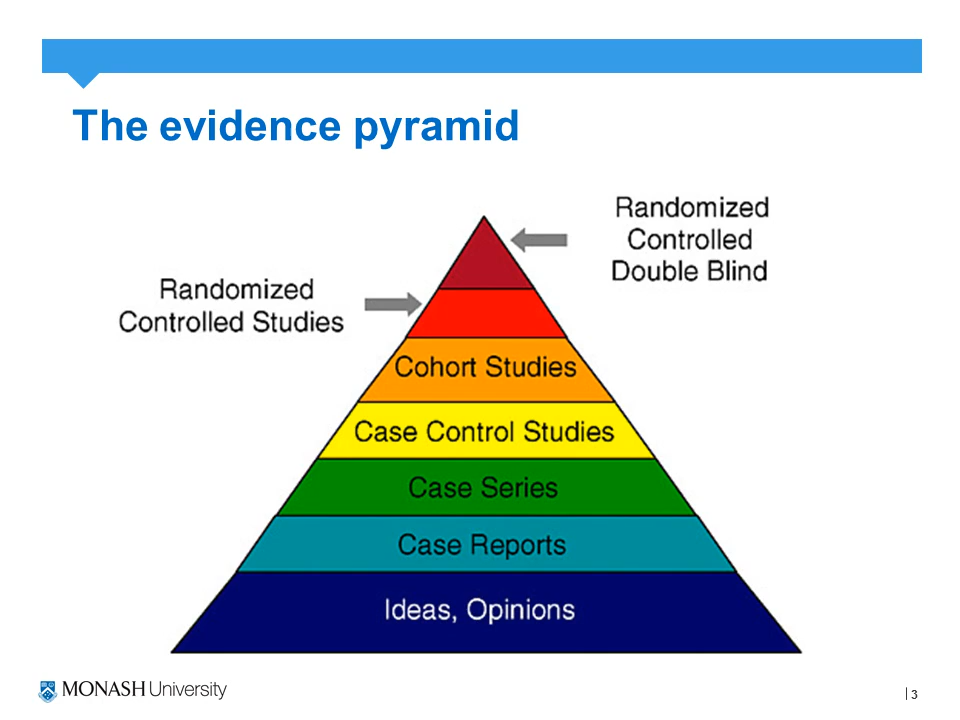 The evidence pyramid
Randomized
Controlled
Double Blind
Randomized
Controlled Studies
Cohort Studies
Case Control Studies
Case Series
Case Reports
Ideas, Opinions
MONASH University
3